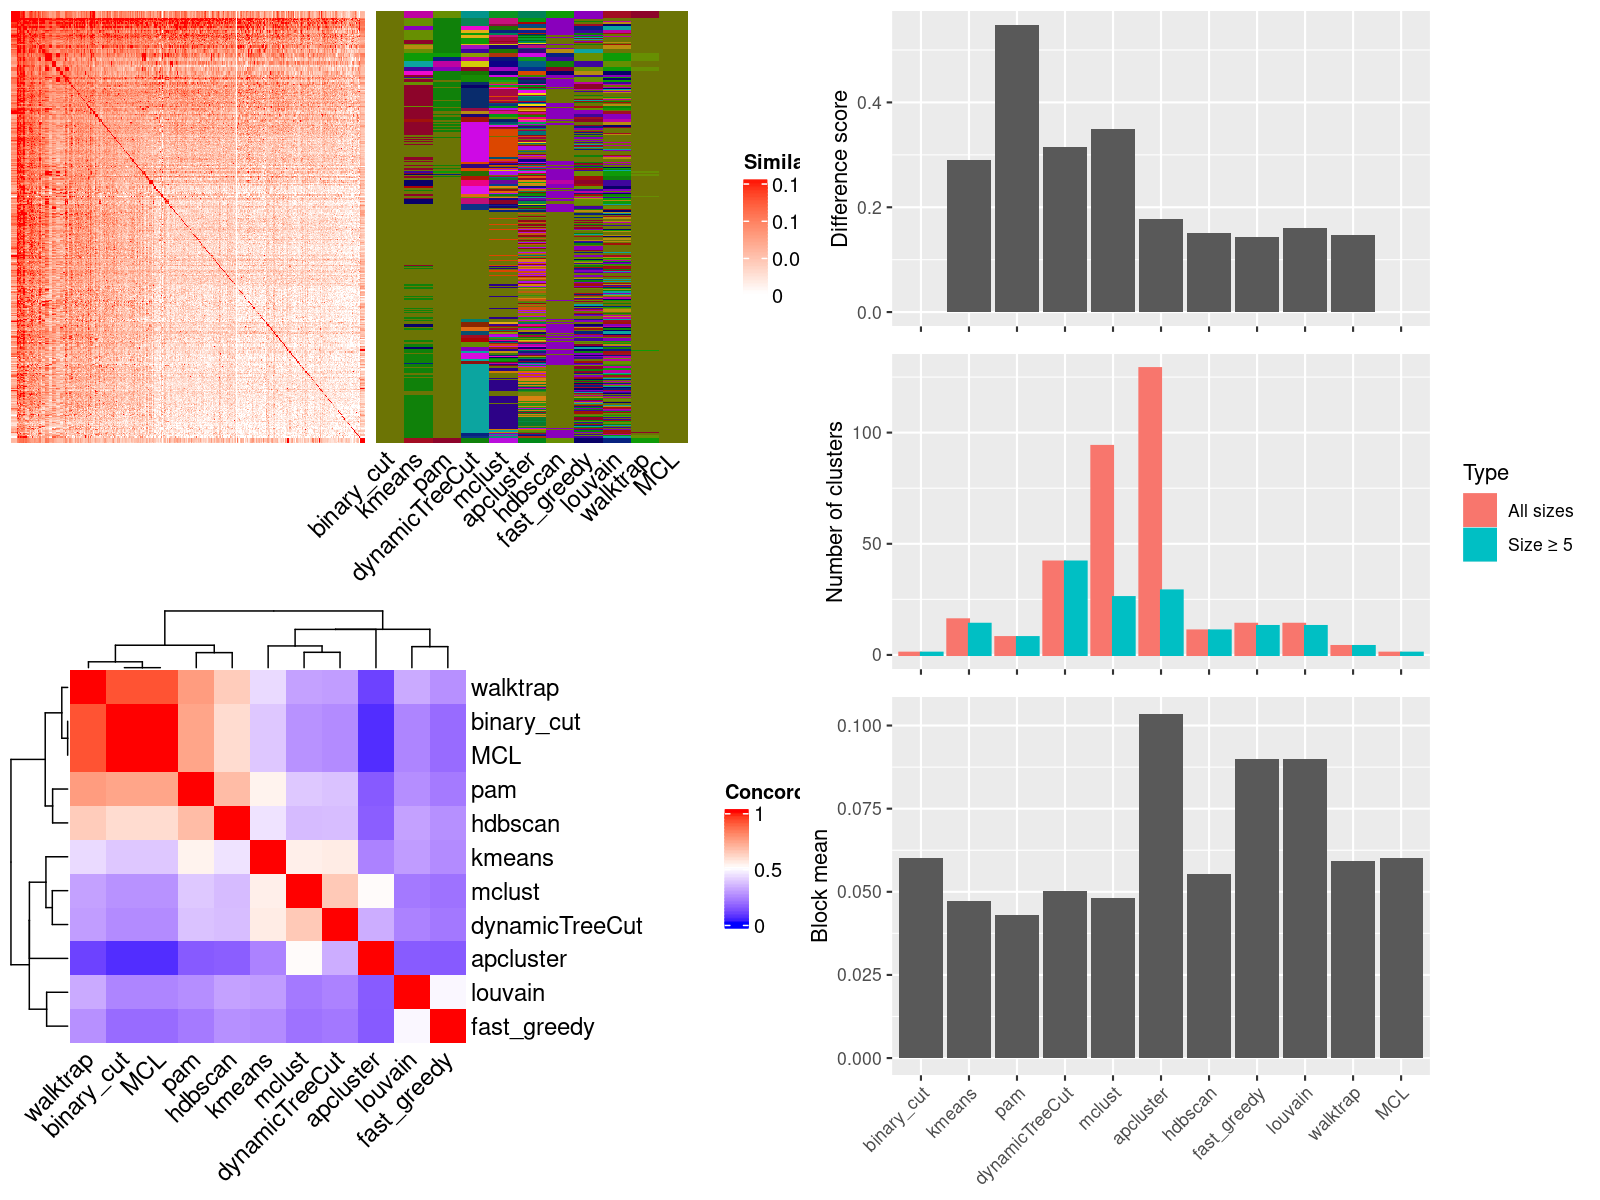 Simila
0.1
0.1
0.0
0
binary_cut
kmeans
pam
dynamicTreeCut
mclust
apcluster
hdbscan
fast_greedy
louvain
walktrap
MCL
walktrap
binary_cut
MCL
pam
hdbscan
kmeans
mclust
dynamicTreeCut
apcluster
louvain
fast_greedy
Concord
1
0.5
0
walktrap
binary_cut
MCL
pam
hdbscan
kmeans
mclust
dynamicTreeCut
apcluster
louvain
fast_greedy
Difference score
0.4
0.2
0.0
Number of clusters
100
50
0
Type
All sizes
Size ≥ 5
Block mean
0.100
0.075
0.050
0.025
0.000
binary_cut
kmeans
pam
dynamicTreeCut
mclust
apcluster
hdbscan
fast_greedy
louvain
walktrap
MCL